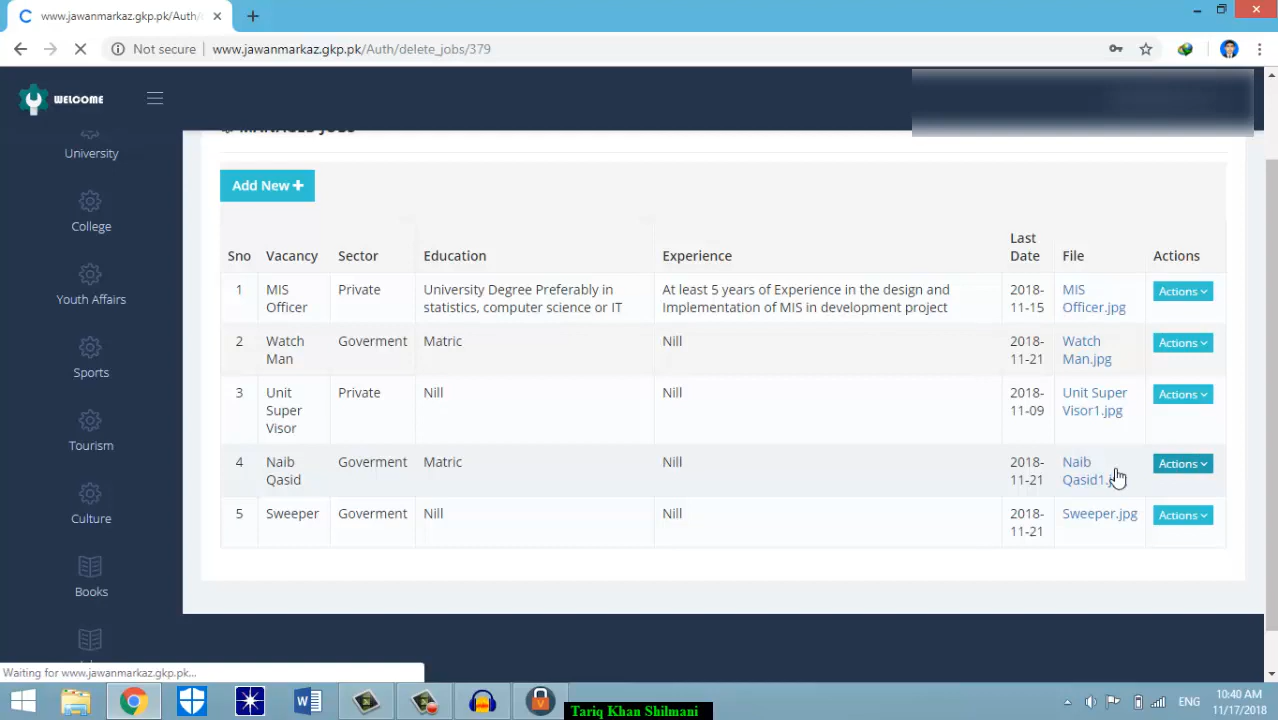 www.jawanmarkaz.gkp.pk/Auth/
Not secure
www.jawanmarkaz.gkp.pk/Auth/delete_jobs/379
WELCOME
University
College
Youth Affairs
Sports
Tourism
Culture
Books
Add New
Sno Vacancy Sector Education Experience Last Date File Actions
1 MIS Officer Private University Degree Preferably in statistics, computer science or IT At least 5 years of Experience in the design and Implementation of MIS in development project 2018-11-15 MIS Officer.jpg Actions
2 Watch Man Goverment Matric Nill 2018-11-21 Watch Man.jpg Actions
3 Unit Super Visor Private Nill Nill 2018-11-09 Unit Super Visor1.jpg Actions
4 Naib Qasid Goverment Matric Nill 2018-11-21 Naib Actions
5 Sweeper Goverment Nill Nill 2018-11-21 Sweeper.jpg Actions
Waiting for www.jawanmarkaz.gkp.pk...
Tariq Khan Shilmani
ENG
10:40 AM
11/17/2018